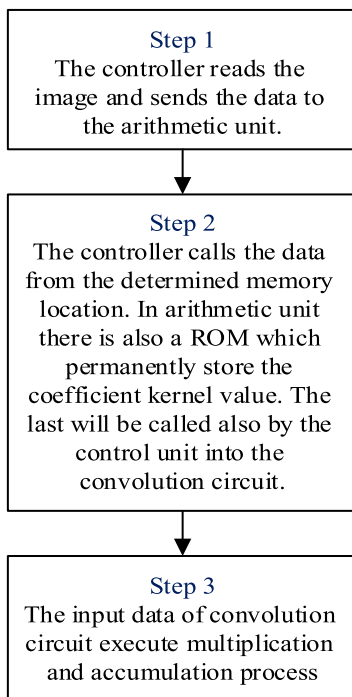 Step 1
The controller reads the
image and sends the data to
the arithmetic unit.
Step 2
The controller calls the data
from the determined memory
location. In arithmetic unit
there is also a ROM which
permanently store the
coefficient kernel value. The
last will be called also by the
control unit into the
convolution circuit.
Step 3
The input data of convolution
circuit execute multiplication
and accumulation process